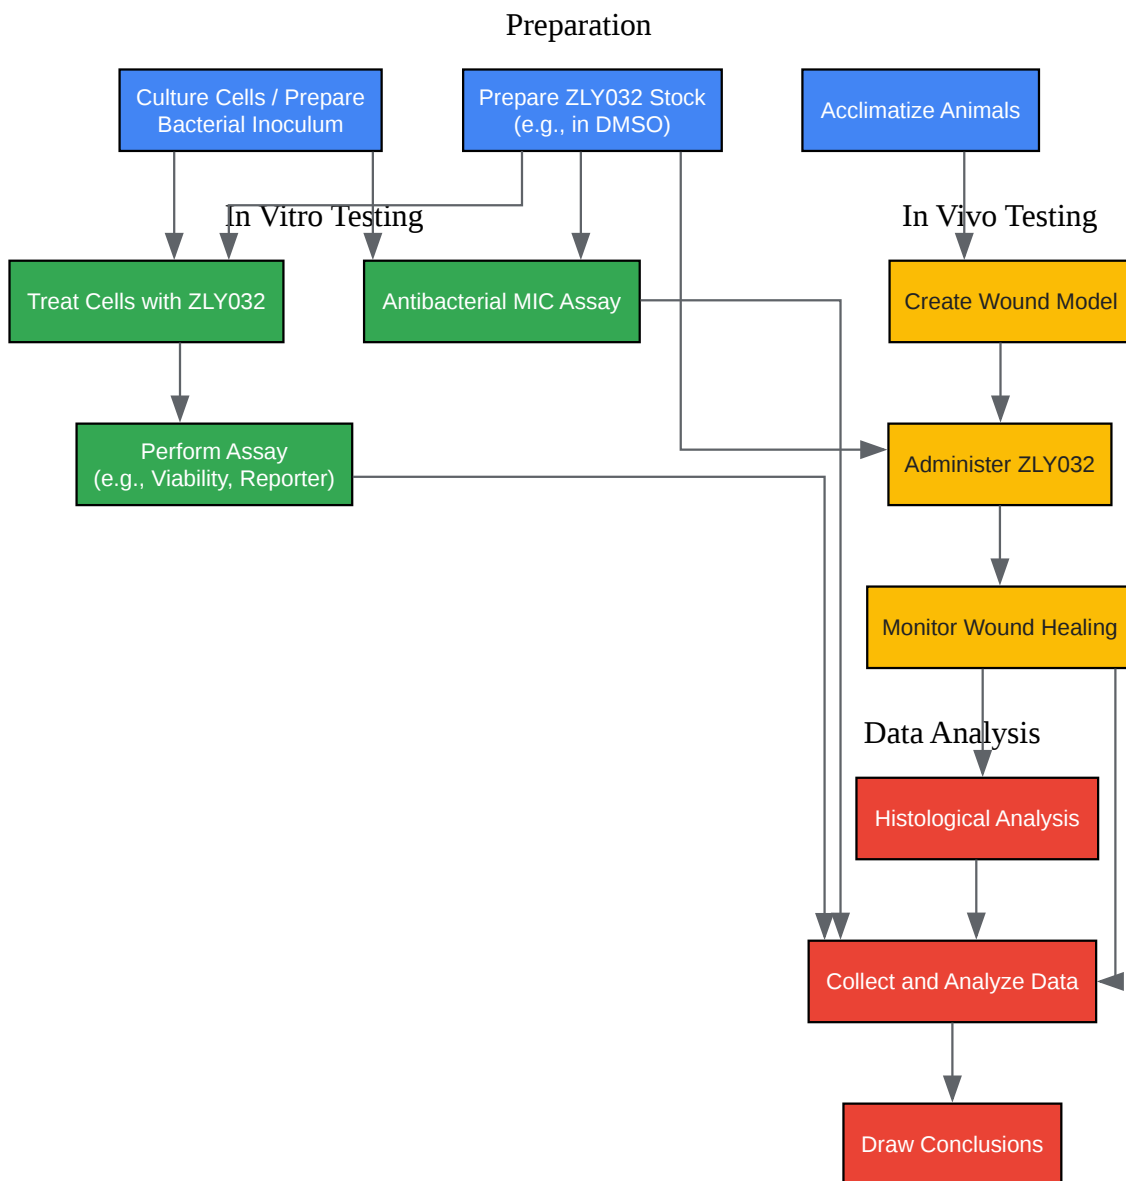 Preparation
Culture Cells / Prepare
Bacterial Inoculum
Prepare ZLY032 Stock
(e.g., in DMSO)
Acclimatize Animals
In Vitro Testing
In Vivo Testing
Treat Cells with ZLY032
Antibacterial MIC Assay
Create Wound Model
Perform Assay
(e.g., Viability, Reporter)
Administer ZLY032
Monitor Wound Healing
Data Analysis
Histological Analysis
Collect and Analyze Data
Draw Conclusions